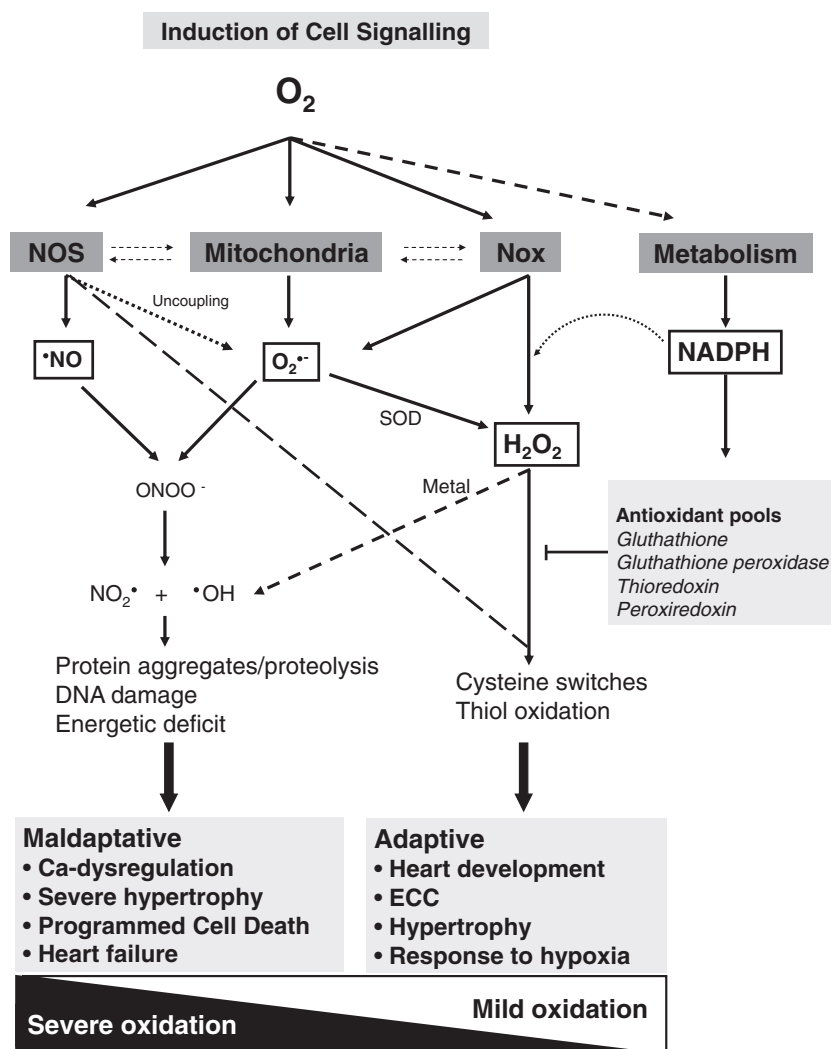 Induction of Cell Signalling
O₂
NOS
Mitochondria
Nox
Metabolism
Uncoupling
•NO
O₂•-
NADPH
SOD
H₂O₂
ONOO -
Metal
Antioxidant pools
Gluthathione
Gluthathione peroxidase
Thioredoxin
Peroxiredoxin
NO₂• + •OH
Protein aggregates/proteolysis
DNA damage
Energetic deficit
Cysteine switches
Thiol oxidation
Maldaptative
• Ca-dysregulation
• Severe hypertrophy
• Programmed Cell Death
• Heart failure
Adaptive
• Heart development
• ECC
• Hypertrophy
• Response to hypoxia
Mild oxidation
Severe oxidation